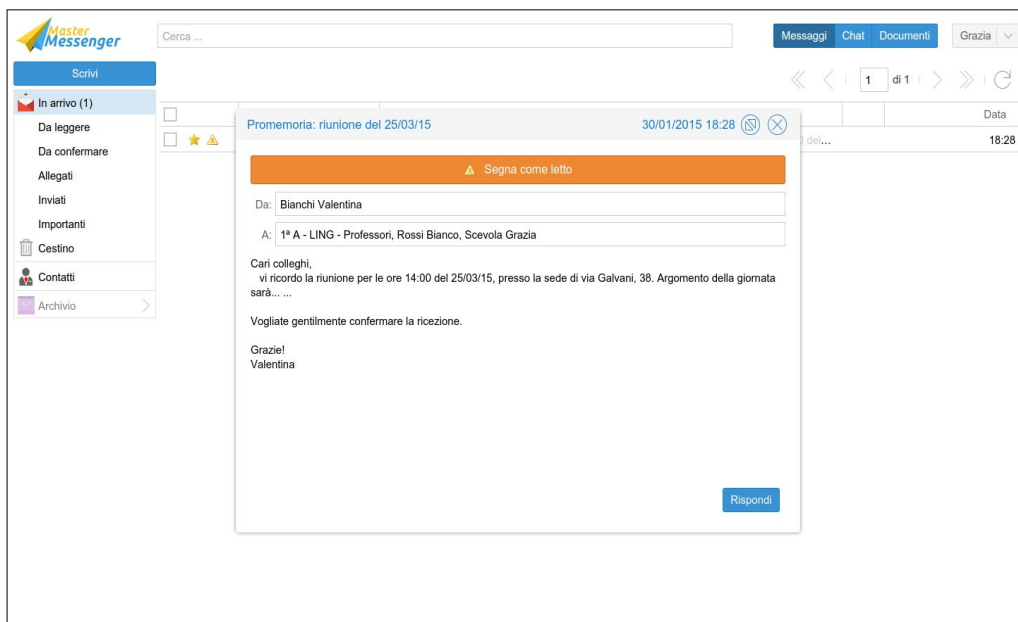 Master
Messenger
Cerca ...
Messaggi Chat Documenti
Grazia
Scrivi
1 di 1
In arrivo (1)
Da leggere
Da confermare
Allegati
Inviati
Importanti
Cestino
Contatti
Archivio
Data
del...
18:28
Promemoria: riunione del 25/03/15
30/01/2015 18:28
Segna come letto
Da: Bianchi Valentina
A: 1ª A - LING - Professori, Rossi Bianco, Scevola Grazia
Cari colleghi,
vi ricordo la riunione per le ore 14:00 del 25/03/15, presso la sede di via Galvani, 38. Argomento della giornata
sarà... ...
Vogliate gentilmente confermare la ricezione.
Grazie!
Valentina
Rispondi